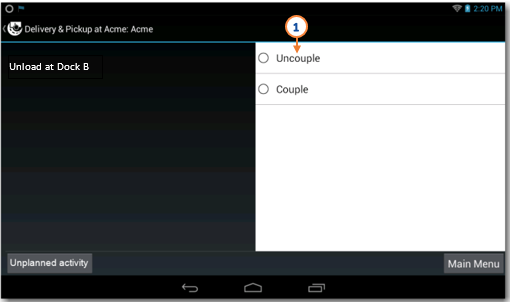 2:20 PM
Delivery & Pickup at Acme: Acme
1
Unload at Dock B
Uncouple
Couple
Unplanned activity
Main Menu